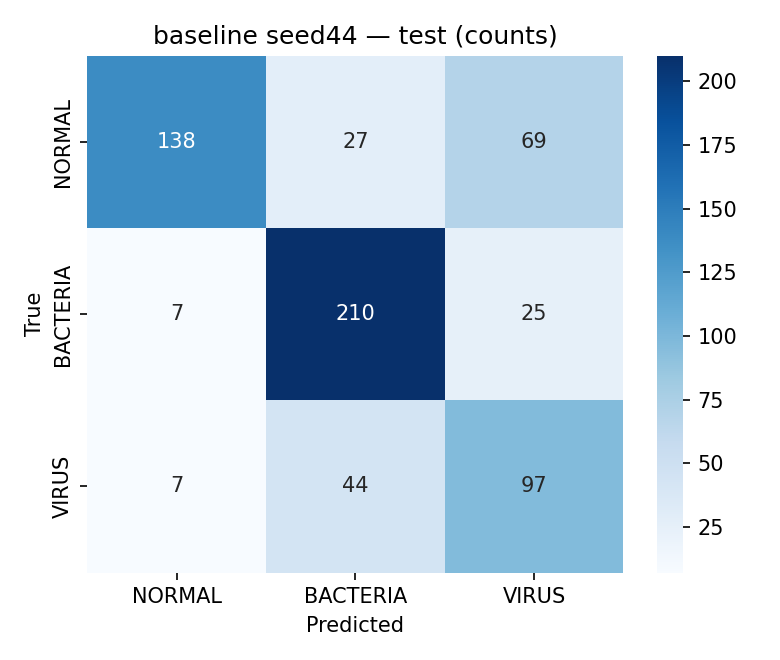 baseline seed44 — test (counts)
NORMAL 138 27 69
BACTERIA 7 210 25
VIRUS 7 44 97
True
NORMAL BACTERIA VIRUS
Predicted
200
175
150
125
100
75
50
25